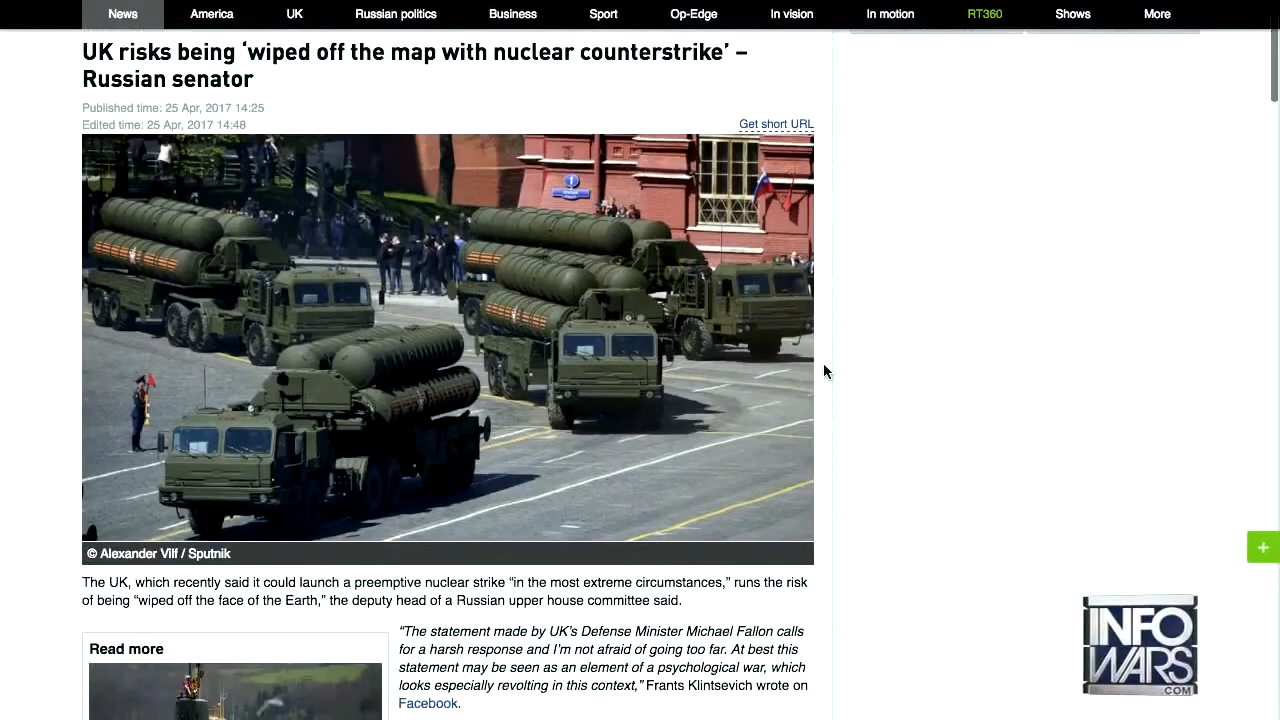 News America UK Russian politics Business Sport Op-Edge In vision In motion RT360 Shows More
UK risks being ‘wiped off the map with nuclear counterstrike’ –
Russian senator
Published time: 25 Apr, 2017 14:25
Edited time: 25 Apr, 2017 14:48
Get short URL
© Alexander Vilf / Sputnik
The UK, which recently said it could launch a preemptive nuclear strike “in the most extreme circumstances,” runs the risk
of being “wiped off the face of the Earth,” the deputy head of a Russian upper house committee said.
Read more
“The statement made by UK’s Defense Minister Michael Fallon calls
for a harsh response and I’m not afraid of going too far. At best this
statement may be seen as an element of a psychological war, which
looks especially revolting in this context,” Frants Klintsevich wrote on
Facebook.
INFO
WARS
.COM